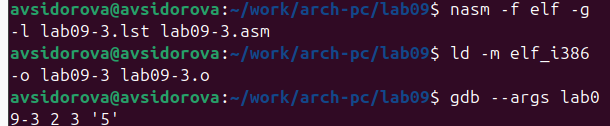 avsidorova@avsidorova:~/work/arch-pc/lab09$ nasm -f elf -g
-l lab09-3.lst lab09-3.asm
avsidorova@avsidorova:~/work/arch-pc/lab09$ ld -m elf_i386
-o lab09-3 lab09-3.o
avsidorova@avsidorova:~/work/arch-pc/lab09$ gdb --args lab0
9-3 2 3 '5'